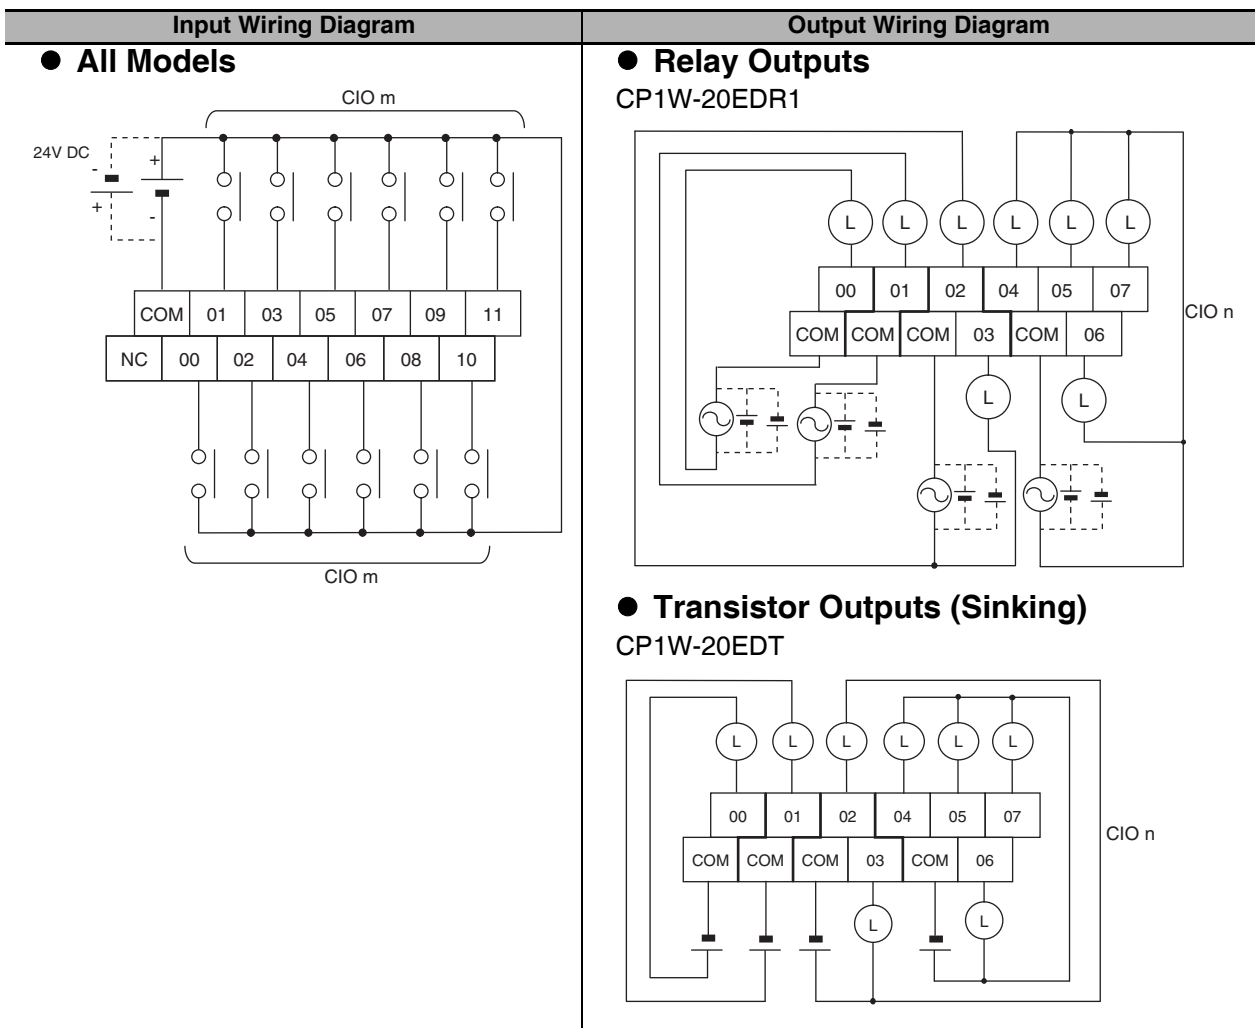 Input Wiring Diagram
Output Wiring Diagram
● All Models
CIO m
24V DC
-
+
+
-
COM 01 03 05 07 09 11
NC 00 02 04 06 08 10
CIO m
● Relay Outputs
CP1W-20EDR1
L L L L L L
00 01 02 04 05 07
CIO n
COM COM COM 03 COM 06
L L
● Transistor Outputs (Sinking)
CP1W-20EDT
L L L L L L
00 01 02 04 05 07
CIO n
COM COM COM 03 COM 06
L L